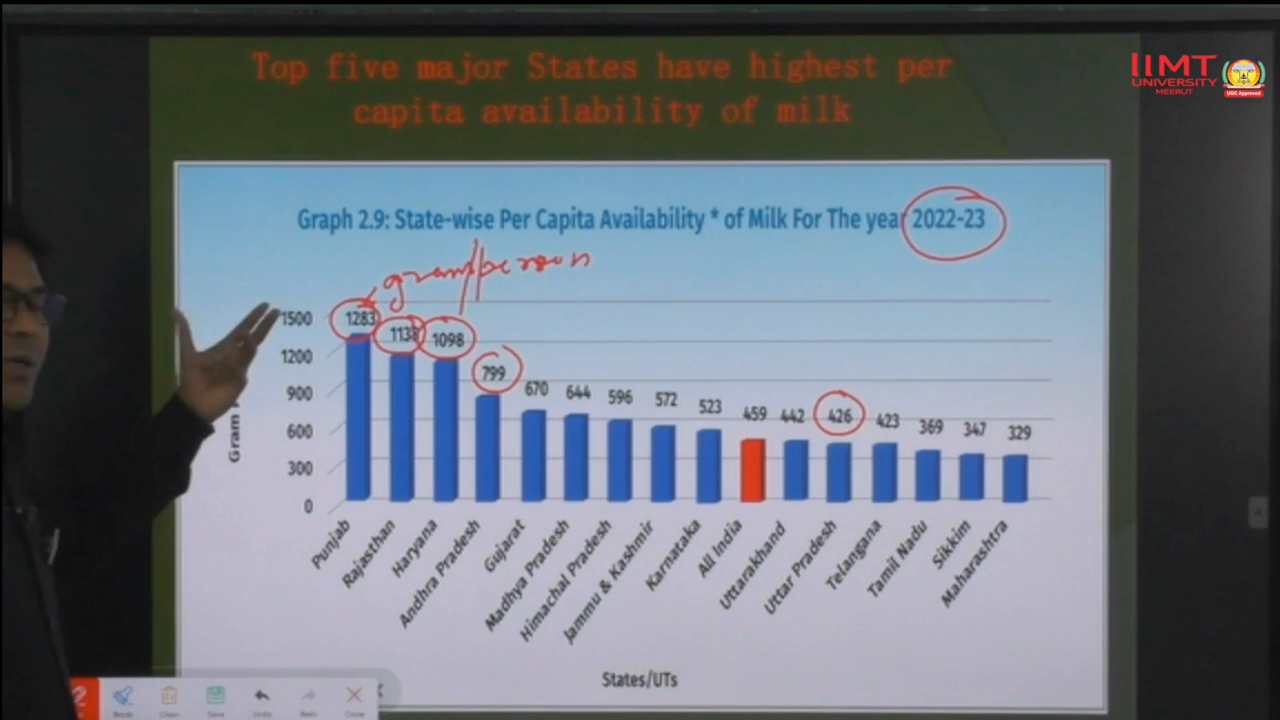 Top five major States have highest per
capita availability of milk
IIMT
UNIVERSITY
MEERUT
UGC Approved
Graph 2.9: State-wise Per Capita Availability * of Milk For The year 2022-23
gram/person
1500
1200
900
600
300
0
Gram
1283
1138
1098
799
670
644
596
572
523
459
442
426
423
369
347
329
Punjab
Rajasthan
Haryana
Andhra Pradesh
Gujarat
Madhya Pradesh
Himachal Pradesh
Jammu & Kashmir
Karnataka
All India
Uttarakhand
Uttar Pradesh
Telangana
Tamil Nadu
Sikkim
Maharashtra
States/UTs
Save
Undo
Close